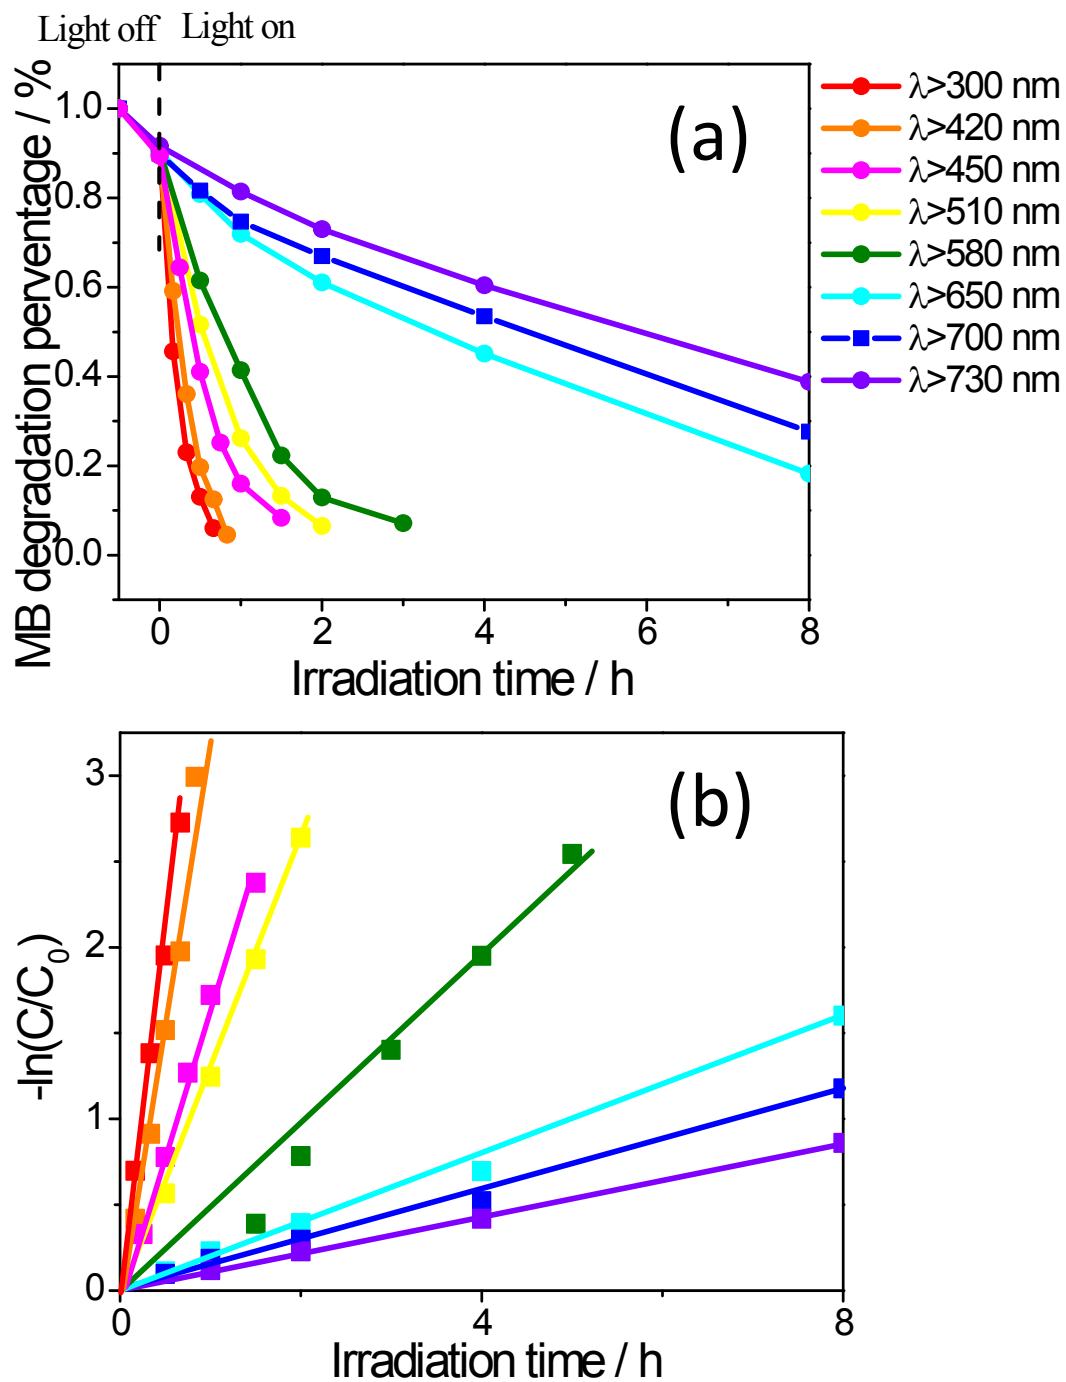 Light off Light on
MB degradation pervertage / %
1.0
0.8
0.6
0.4
0.2
0.0
(a)
λ>300 nm
λ>420 nm
λ>450 nm
λ>510 nm
λ>580 nm
λ>650 nm
λ>700 nm
λ>730 nm
0 2 4 6 8
Irradiation time / h
-ln(C/C0)
3
2
1
0
(b)
0 4 8
Irradiation time / h